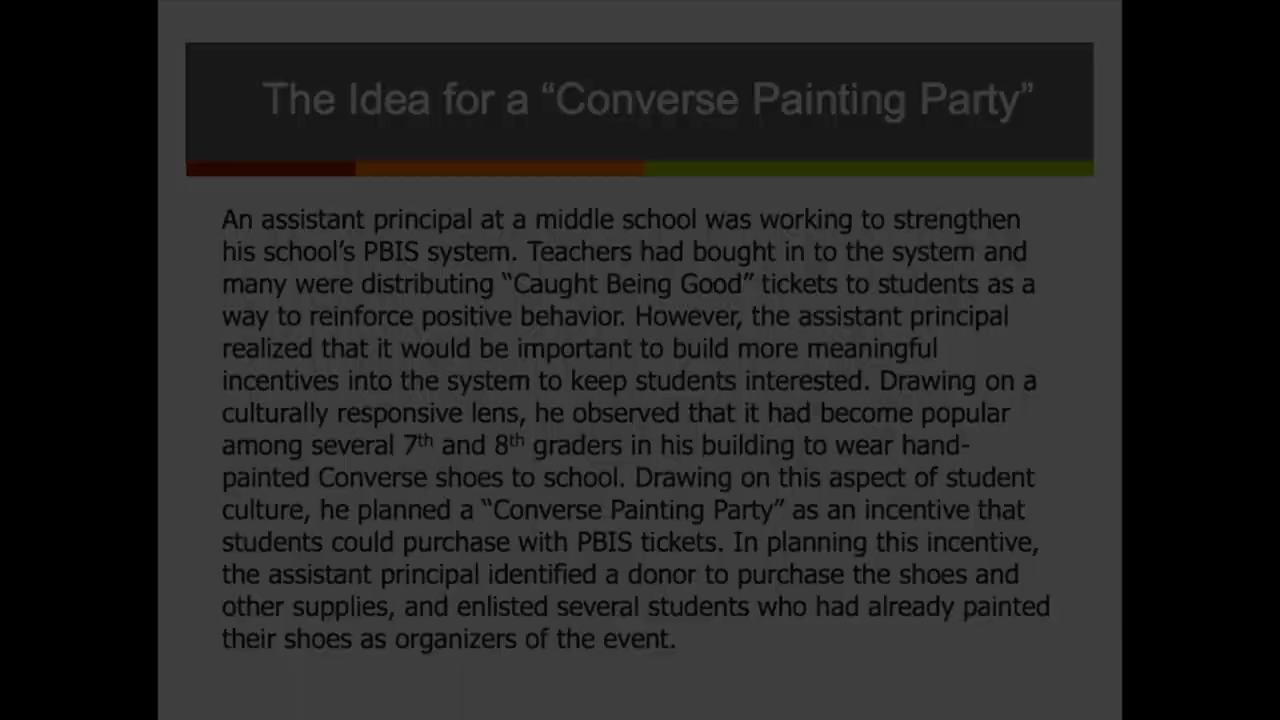 The Idea for a “Converse Painting Party”
An assistant principal at a middle school was working to strengthen
his school’s PBIS system. Teachers had bought in to the system and
many were distributing “Caught Being Good” tickets to students as a
way to reinforce positive behavior. However, the assistant principal
realized that it would be important to build more meaningful
incentives into the system to keep students interested. Drawing on a
culturally responsive lens, he observed that it had become popular
among several 7th and 8th graders in his building to wear hand-
painted Converse shoes to school. Drawing on this aspect of student
culture, he planned a “Converse Painting Party” as an incentive that
students could purchase with PBIS tickets. In planning this incentive,
the assistant principal identified a donor to purchase the shoes and
other supplies, and enlisted several students who had already painted
their shoes as organizers of the event.